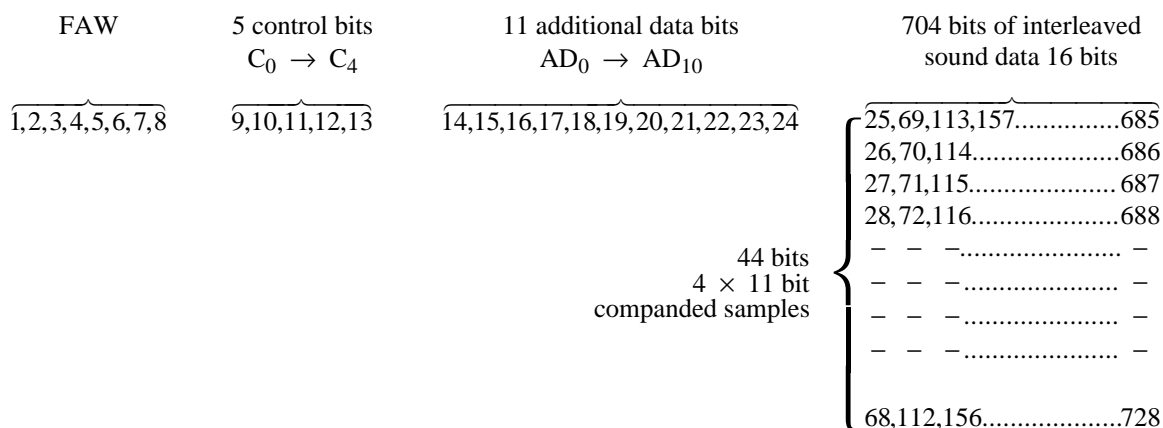 FAW 5 control bits 11 additional data bits 704 bits of interleaved
C0 → C4 AD0 → AD10 sound data 16 bits
1,2,3,4,5,6,7,8 9,10,11,12,13 14,15,16,17,18,19,20,21,22,23,24 25,69,113,157................685
26,70,114......................686
27,71,115...................... 687
28,72,116......................688
– – –........................ –
44 bits
4 × 11 bit – – –....................... –
companded samples
– – –....................... –
– – –....................... –
68,112,156.....................728